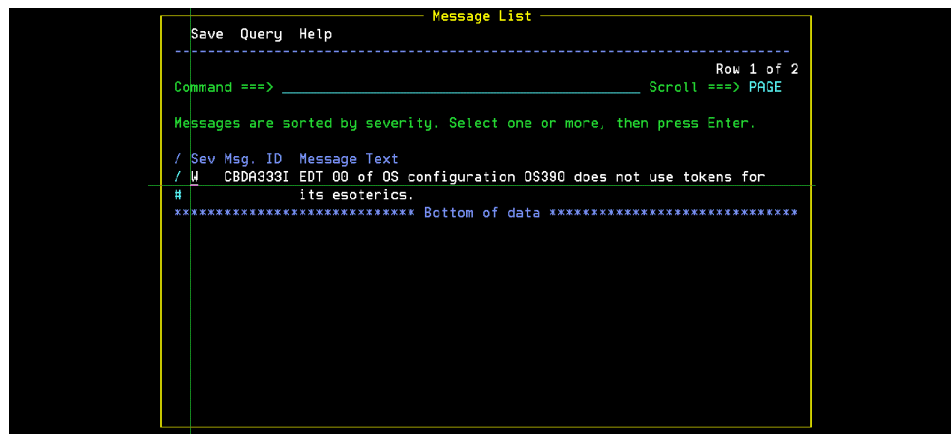 Message List
Save Query Help
Row 1 of 2
Command ===> Scroll ===> PAGE
Messages are sorted by severity. Select one or more, then press Enter.
/ Sev Msg. ID Message Text
/ W CBDA333I EDT 00 of OS configuration OS390 does not use tokens for
# its esoterics.
***************************** Bottom of data ******************************